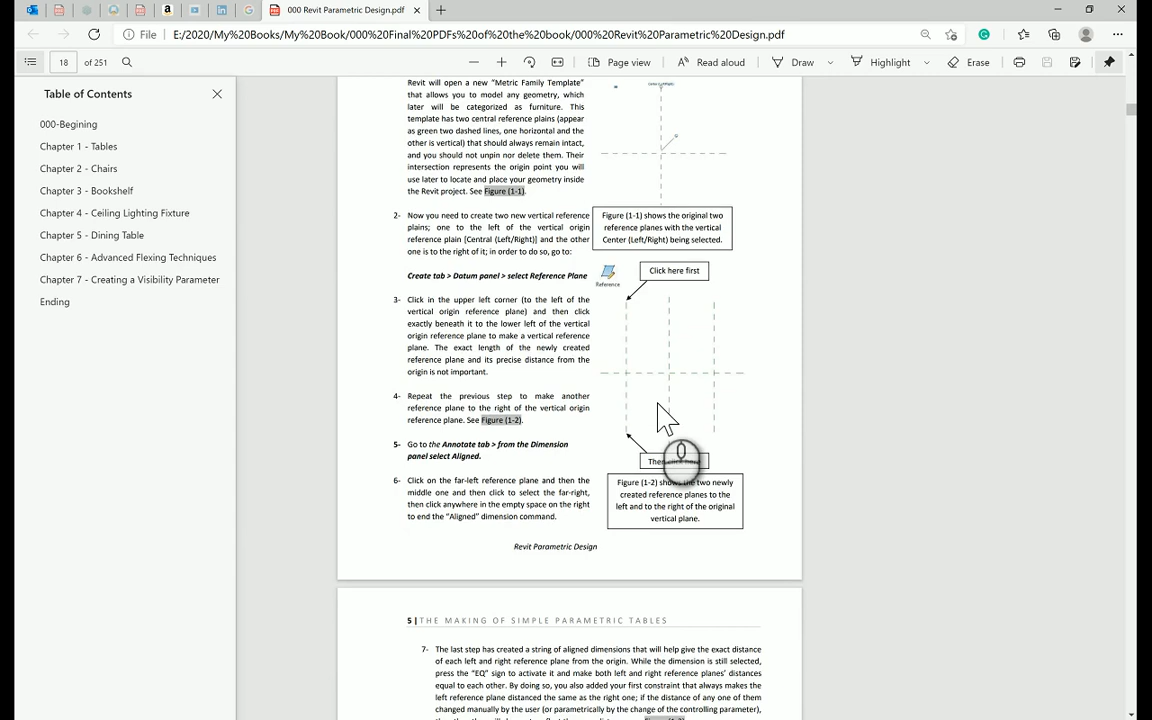 000 Revit Parametric Design.pdf
File
E:/2020/My%20Books/My%20Book/000%20Final%20PDFs%20of%20the%20book/000%20Revit%20Parametric%20Design.pdf
18 of 251
Page view
Read aloud
Draw
Highlight
Erase
Table of Contents
000-Begining
Chapter 1 - Tables
Chapter 2 - Chairs
Chapter 3 - Bookshelf
Chapter 4 - Ceiling Lighting Fixture
Chapter 5 - Dining Table
Chapter 6 - Advanced Flexing Techniques
Chapter 7 - Creating a Visibility Parameter
Ending
Revit will open a new "Metric Family Template"
that allows you to model any geometry, which
later will be categorized as furniture. This
template has two central reference plains (appear
as green two dashed lines, one horizontal and the
other is vertical) that should always remain intact,
and you should not unpin nor delete them. Their
intersection represents the origin point you will
use later to locate and place your geometry inside
the Revit project. See Figure (1-1).
2- Now you need to create two new vertical reference
plains; one to the left of the vertical origin
reference plain [Central (Left/Right)] and the other
one is to the right of it; in order to do so, go to:
Create tab > Datum panel > select Reference Plane
3- Click in the upper left corner (to the left of the
vertical origin reference plane) and then click
exactly beneath it to the lower left of the vertical
origin reference plane to make a vertical reference
plane. The exact length of the newly created
reference plane and its precise distance from the
origin is not important.
4- Repeat the previous step to make another
reference plane to the right of the vertical origin
reference plane. See Figure (1-2).
5- Go to the Annotate tab > from the Dimension
panel select Aligned.
6- Click on the far-left reference plane and then the
middle one and then click to select the far-right,
then click anywhere in the empty space on the right
to end the "Aligned" dimension command.
Figure (1-1) shows the original two
reference planes with the vertical
Center (Left/Right) being selected.
Reference
Click here first
Then click here
Figure (1-2) shows the two newly
created reference planes to the
left and to the right of the original
vertical plane.
Revit Parametric Design
5 | THE MAKING OF SIMPLE PARAMETRIC TABLES
7- The last step has created a string of aligned dimensions that will help give the exact distance
of each left and right reference plane from the origin. While the dimension is still selected,
press the "EQ" sign to activate it and make both left and right reference planes' distances
equal to each other. By doing so, you also added your first constraint that always makes the
left reference plane distanced the same as the right one; if the distance of any one of them
changed manually by the user (or parametrically by the change of the controlling parameter),